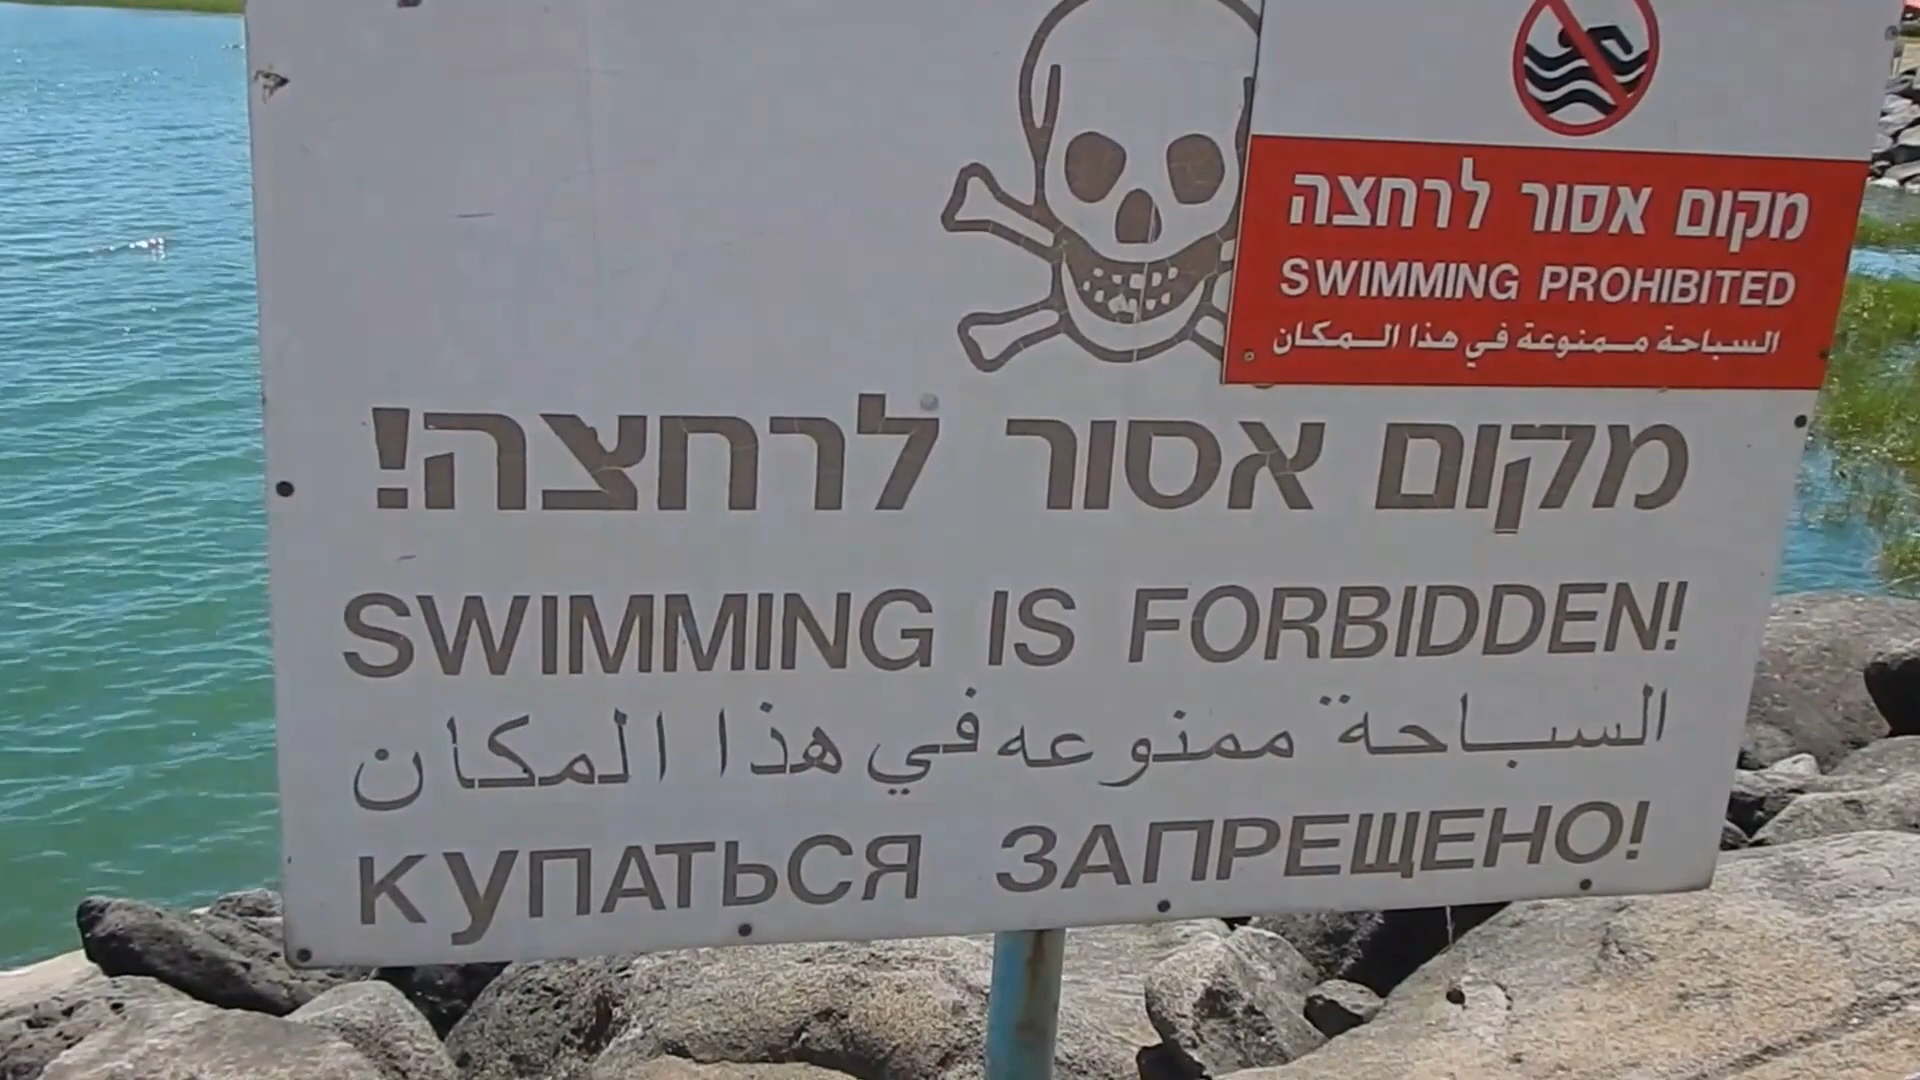 מקום אסור לרחצה
SWIMMING PROHIBITED
السباحة ممنوعة في هذا المكان
מקום אסור לרחצה!
SWIMMING IS FORBIDDEN!
السباحة ممنوعه في هذا المكان
КУПАТЬСЯ ЗАПРЕЩЕНО!